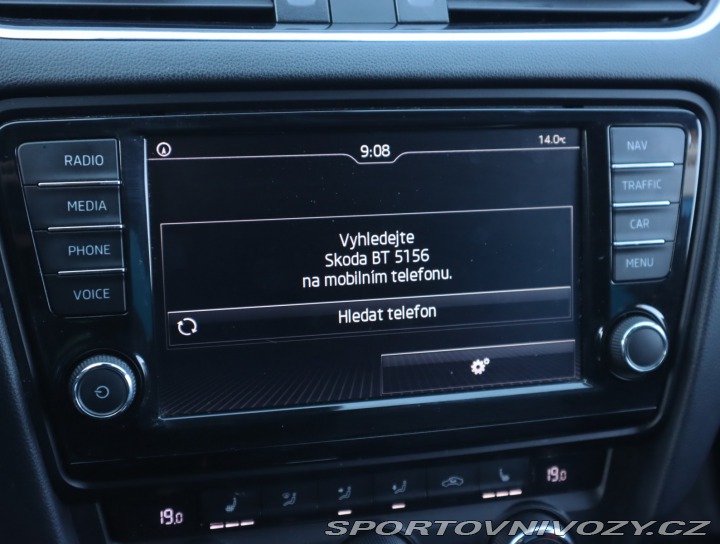 9:08
14.0°C
RADIO
MEDIA
PHONE
VOICE
Vyhledejte
Skoda BT 5156
na mobilním telefonu.
Hledat telefon
NAV
TRAFFIC
CAR
MENU
19.0
19.0
SPORTOVNIVOZY.CZ